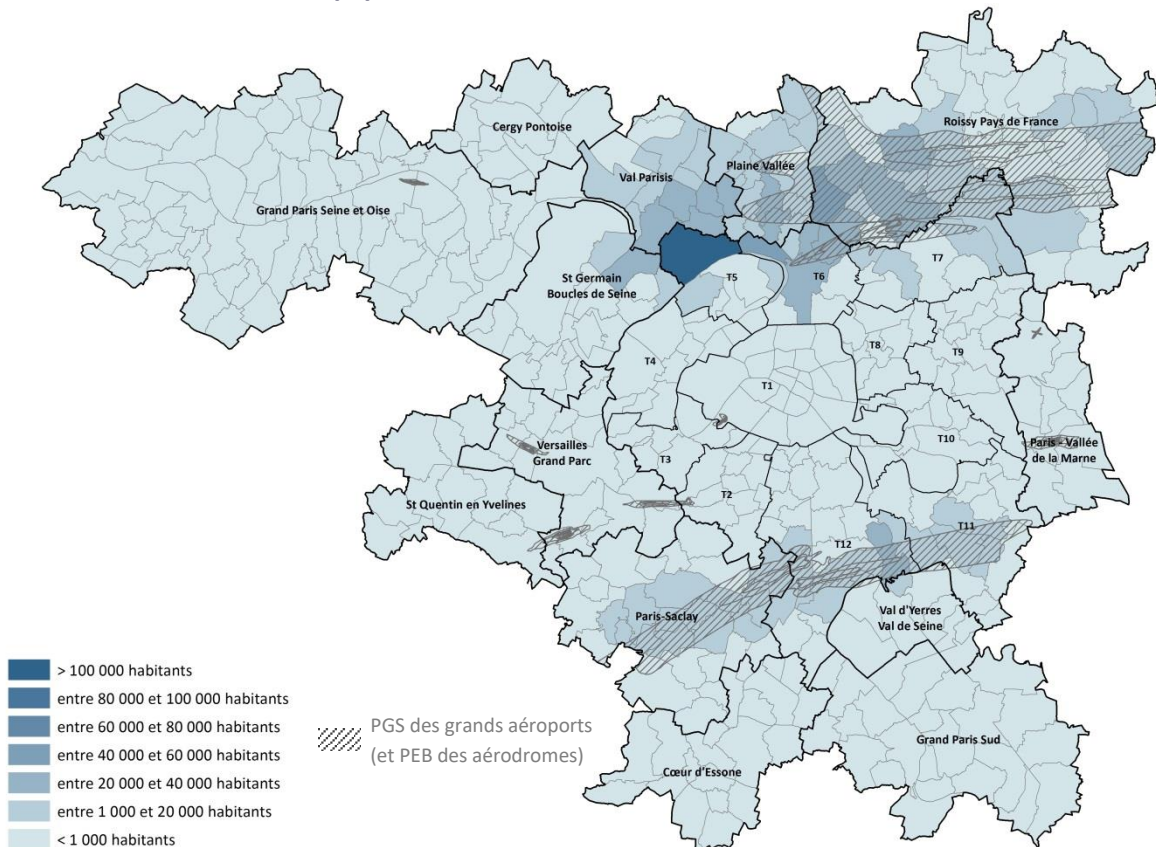 Cergy Pontoise
Roissy Pays de France
Plaine Vallée
Val Parisis
Grand Paris Seine et Oise
T7
St Germain
Boucles de Seine
T5
T6
T8
T9
T4
T1
Versailles
Grand Parc
T10
Paris - Vallée
de la Marne
T3
T2
St Quentin en Yvelines
T11
T12
Paris-Saclay
Val d'Yerres
Val de Seine
Grand Paris Sud
Cœur d'Essone
> 100 000 habitants
entre 80 000 et 100 000 habitants
entre 60 000 et 80 000 habitants
entre 40 000 et 60 000 habitants
entre 20 000 et 40 000 habitants
entre 1 000 et 20 000 habitants
< 1 000 habitants
PGS des grands aéroports
(et PEB des aérodromes)